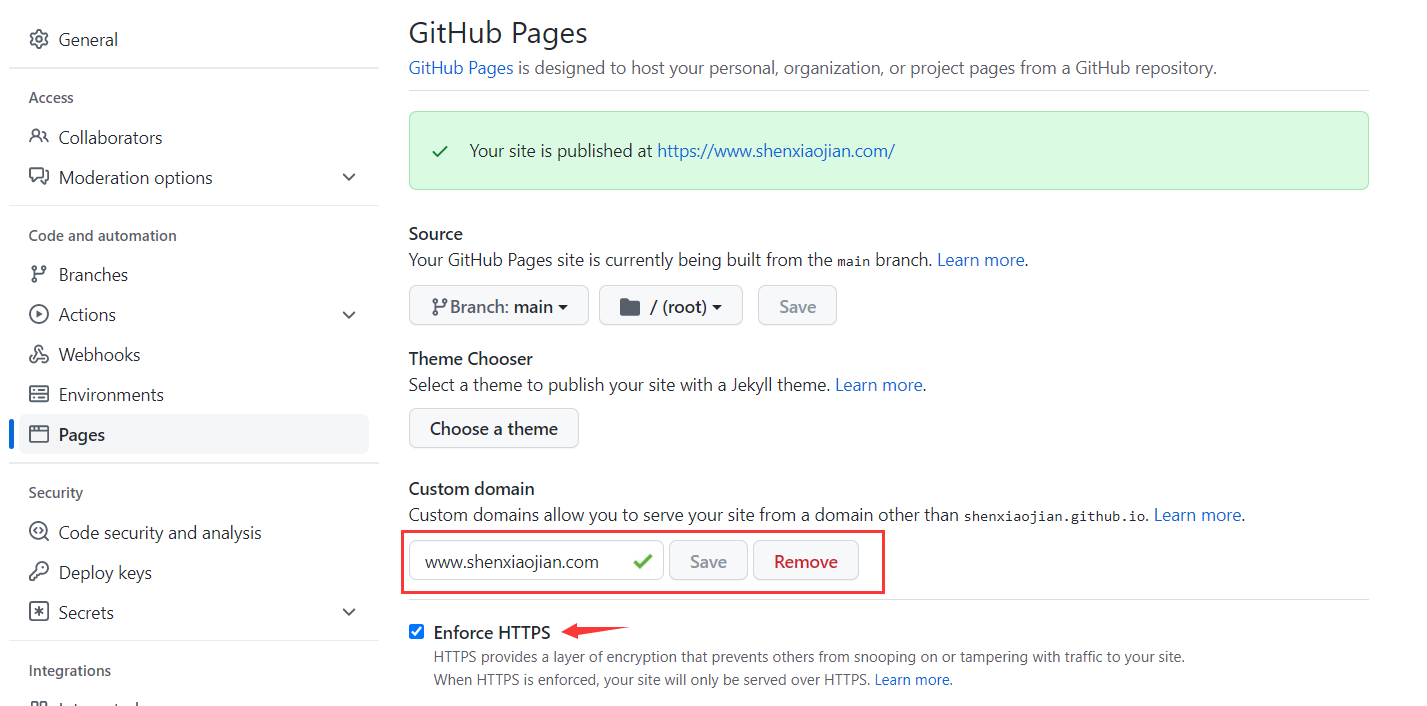 General
Access
Collaborators
Moderation options
Code and automation
Branches
Actions
Webhooks
Environments
Pages
Security
Code security and analysis
Deploy keys
Secrets
Integrations
GitHub Pages
GitHub Pages is designed to host your personal, organization, or project pages from a GitHub repository.
Your site is published at https://www.shenxiaojian.com/
Source
Your GitHub Pages site is currently being built from the main branch. Learn more.
Branch: main / (root) Save
Theme Chooser
Select a theme to publish your site with a Jekyll theme. Learn more.
Choose a theme
Custom domain
Custom domains allow you to serve your site from a domain other than shenxiaojian.github.io. Learn more.
www.shenxiaojian.com Save Remove
Enforce HTTPS
HTTPS provides a layer of encryption that prevents others from snooping on or tampering with traffic to your site.
When HTTPS is enforced, your site will only be served over HTTPS. Learn more.